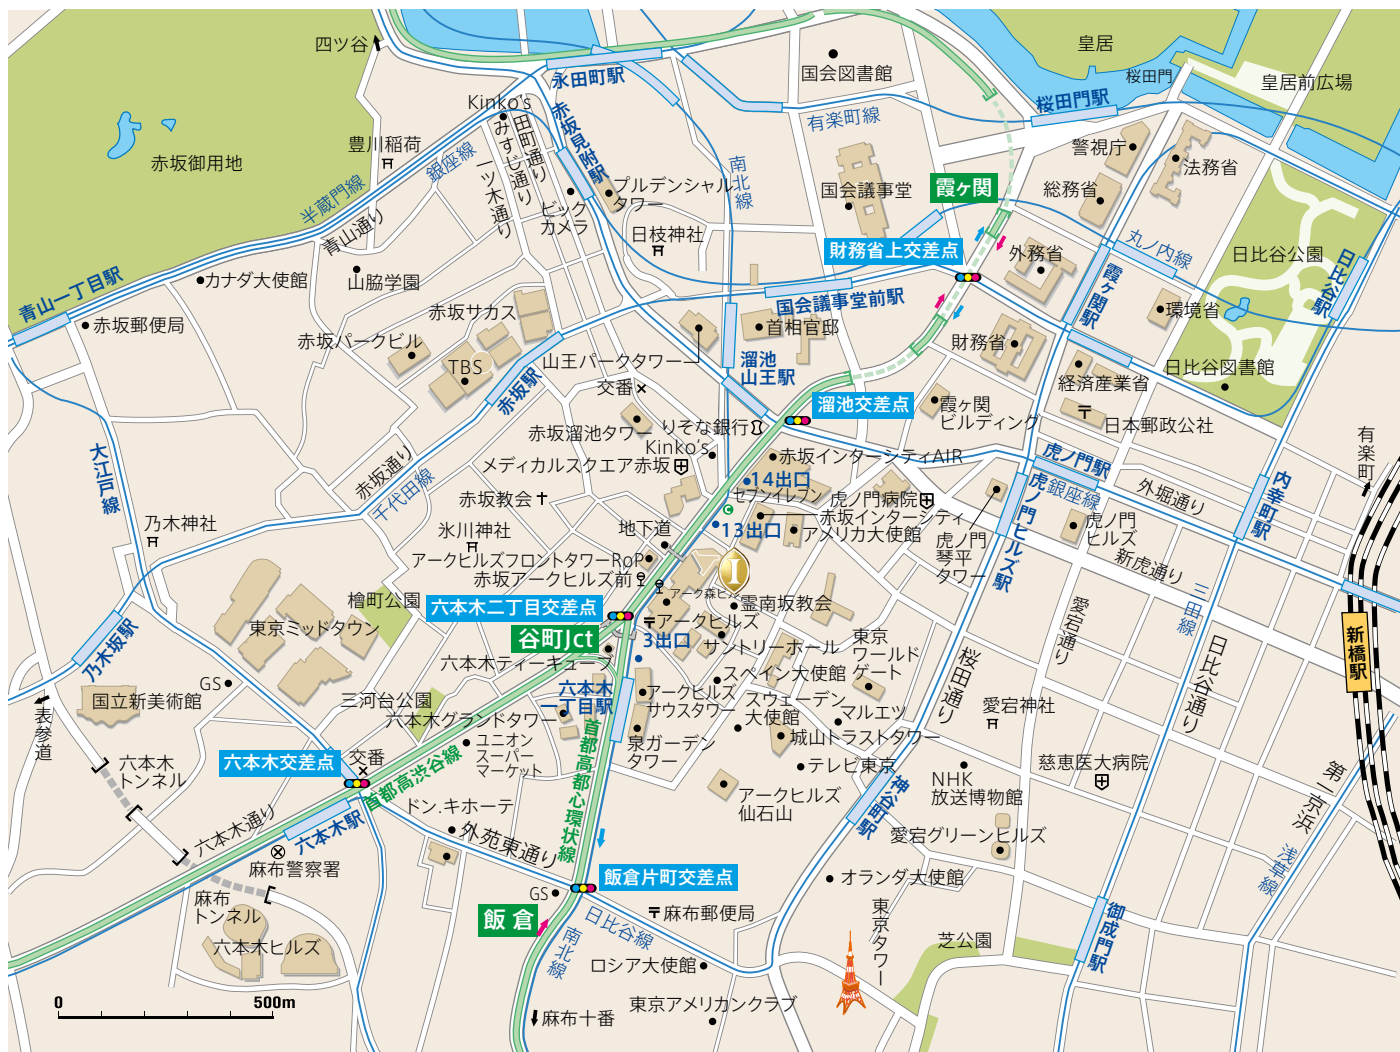 四ツ谷
永田町駅
国会図書館
皇居
桜田門
皇居前広場
桜田門駅
有楽町線
Kinko's
赤坂見附駅
田町通り
みすじ通り
一ツ木通り
豊川稲荷
銀座線
半蔵門線
青山通り
赤坂御用地
南北線
プルデンシャル
タワー
ビック
カメラ
日枝神社
国会議事堂
霞ヶ関
警視庁
法務省
総務省
財務省上交差点
外務省
丸ノ内線
日比谷公園
日比谷駅
霞ヶ関駅
環境省
カナダ大使館
山脇学園
青山一丁目駅
赤坂郵便局
赤坂サカス
赤坂パークビル
TBS
赤坂駅
国会議事堂前駅
首相官邸
財務省
山王パークタワー
溜池
山王駅
交番
経済産業省
日比谷図書館
日本郵政公社
霞ヶ関
ビルディング
溜池交差点
赤坂溜池タワー
りそな銀行
Kinko's
メディカルスクエア赤坂
赤坂インターシティAIR
虎ノ門駅
銀座線
外堀通り
有楽町
内幸町駅
大江戸線
赤坂通り
千代田線
14出口
セブンイレブン
虎ノ門病院
赤坂インターシティ
13出口
アメリカ大使館
虎ノ門
琴平
タワー
虎ノ門ヒルズ駅
虎ノ門
ヒルズ
新虎通り
赤坂教会
乃木神社
氷川神社
地下道
アークヒルズフロントタワーRoP
赤坂アークヒルズ前
I
アーク森ビル
霊南坂教会
六本木二丁目交差点
谷町Jct
アークヒルズ
3出口
サントリーホール
東京
ワールド
ゲート
檜町公園
東京ミッドタウン
六本木ティーキューブ
スペイン大使館
愛宕通り
三田線
日比谷通り
新橋駅
桜田通り
乃木坂駅
国立新美術館
GS
三河台公園
六本木グランドタワー
六本木
一丁目駅
アークヒルズ
サウスタワー
スウェーデン
大使館
マルエツ
愛宕神社
表参道
六本木
トンネル
六本木交差点
交番
首都高渋谷線
ユニオン
スーパー
マーケット
首都高都心環状線
泉ガーデン
タワー
城山トラストタワー
テレビ東京
NHK
放送博物館
慈恵医大病院
第一京浜
浅草線
アークヒルズ
仙石山
神谷町駅
愛宕グリーンヒルズ
ドン.キホーテ
外苑東通り
六本木通り
六本木駅
麻布警察署
麻布
トンネル
六本木ヒルズ
飯倉片町交差点
GS
飯倉
オランダ大使館
麻布郵便局
日比谷線
南北線
ロシア大使館
東京タワー
芝公園
御成門駅
東京アメリカンクラブ
麻布十番
0
500m